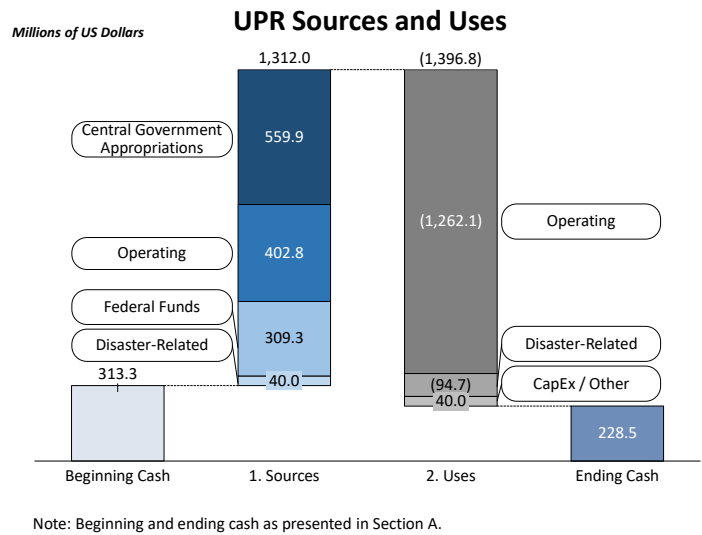 UPR Sources and Uses
Millions of US Dollars
1,312.0
(1,396.8)
Central Government
Appropriations
559.9
(1,262.1)
Operating
Operating
402.8
Federal Funds
309.3
Disaster-Related
Disaster-Related
313.3
40.0
(94.7)
CapEx / Other
40.0
228.5
Beginning Cash
1. Sources
2. Uses
Ending Cash
Note: Beginning and ending cash as presented in Section A.